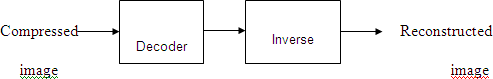 Compressed
image
Decoder
Inverse
Reconstructed
image